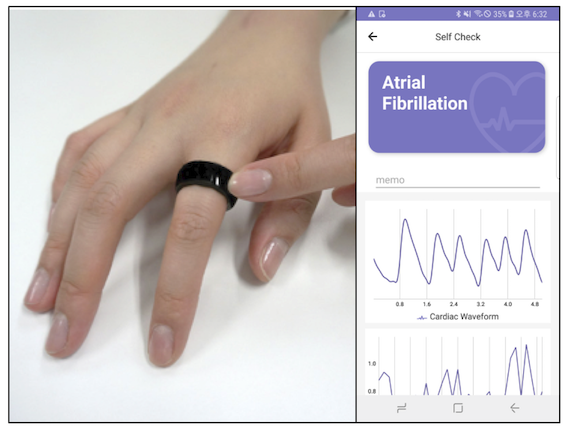 35% 오후 6:32
Self Check
Atrial
Fibrillation
memo
0.8 1.6 2.4 3.2 4.0 4.8
Cardiac Waveform
1.0
0.8